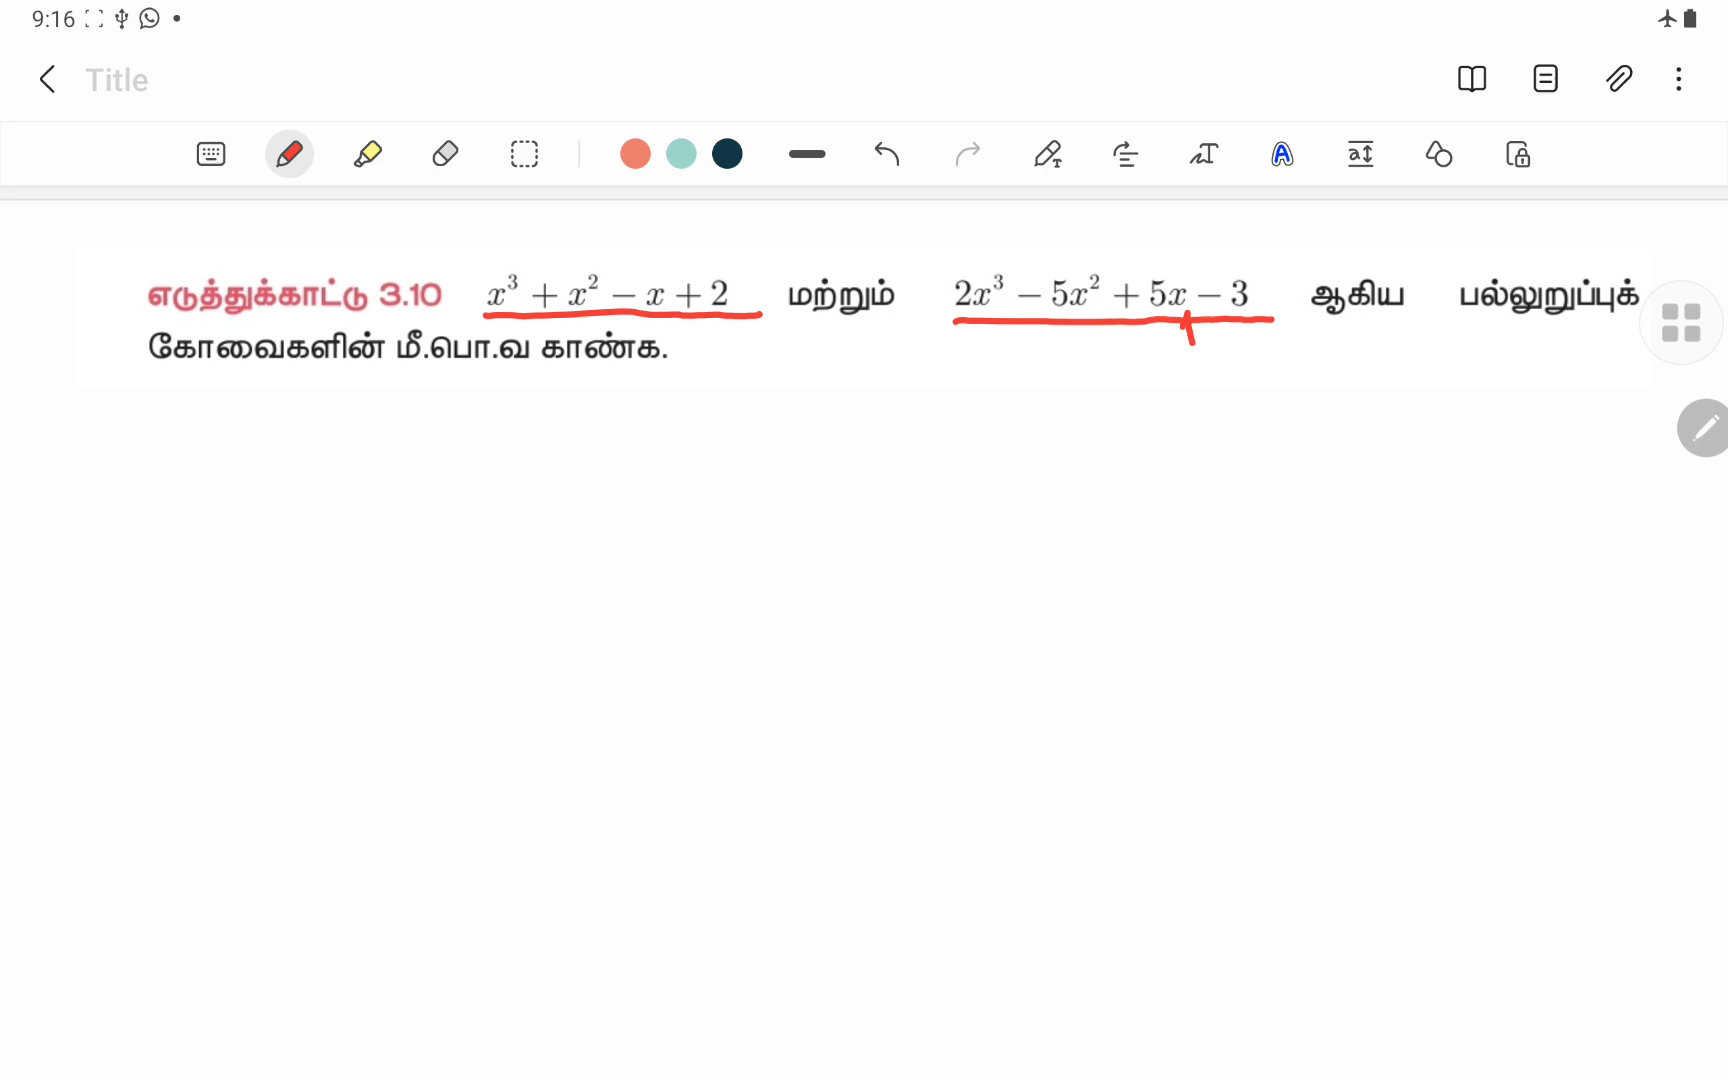 9:16
Title
எடுத்துக்காட்டு 3.10 x³ + x² − x + 2 மற்றும் 2x³ − 5x² + 5x − 3 ஆகிய பல்லுறுப்புக்
கோவைகளின் மீ.பொ.வ காண்க.